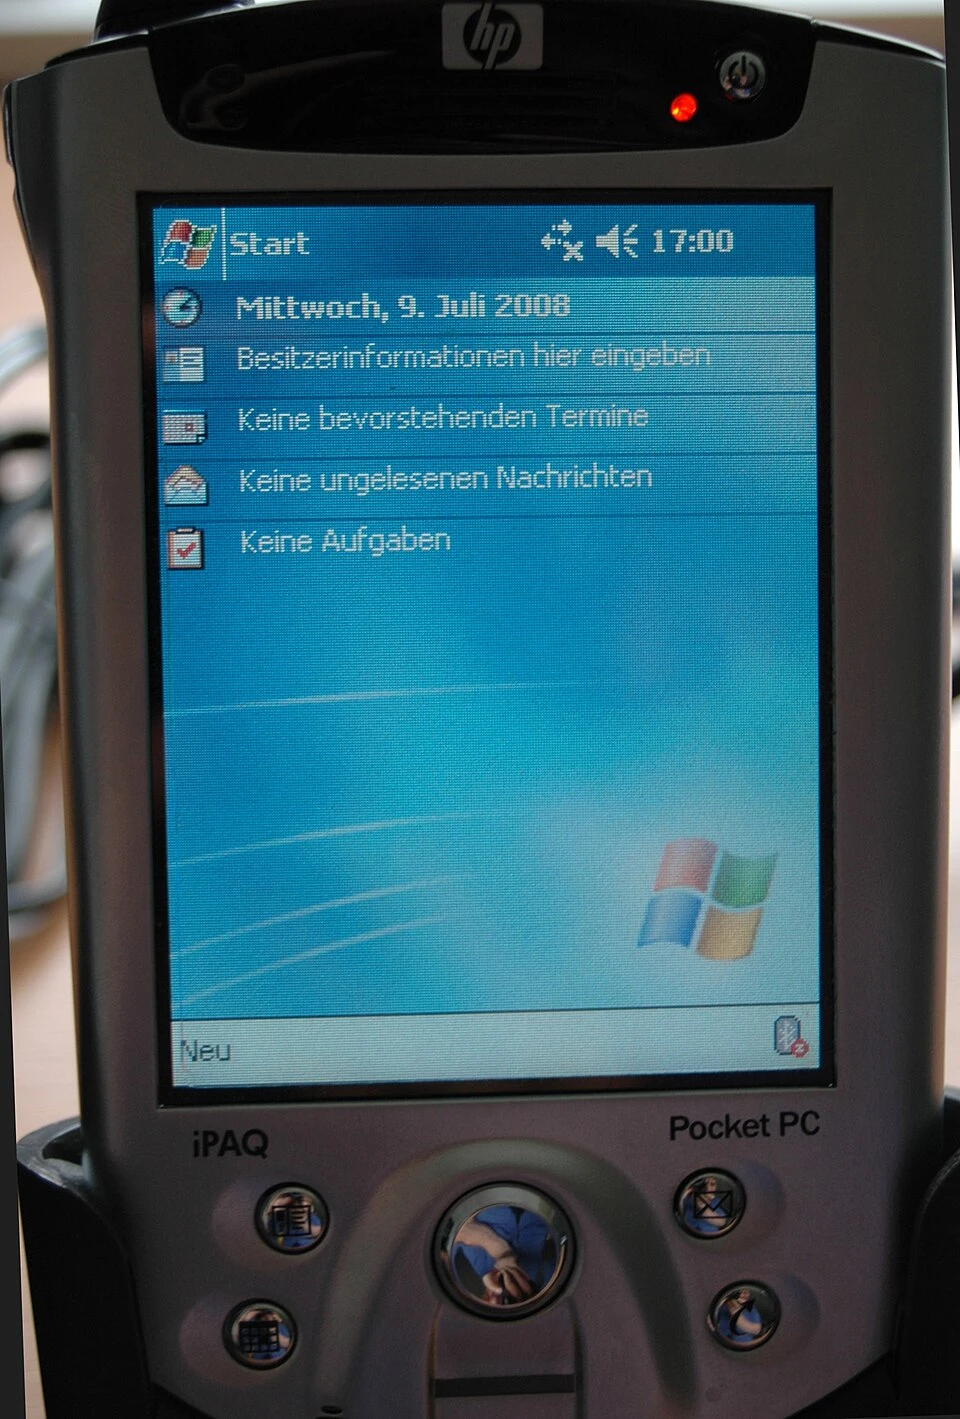 hp
Start 17:00
Mittwoch, 9. Juli 2008
Besitzerinformationen hier eingeben
Keine bevorstehenden Termine
Keine ungelesenen Nachrichten
Keine Aufgaben
Neu
iPAQ Pocket PC